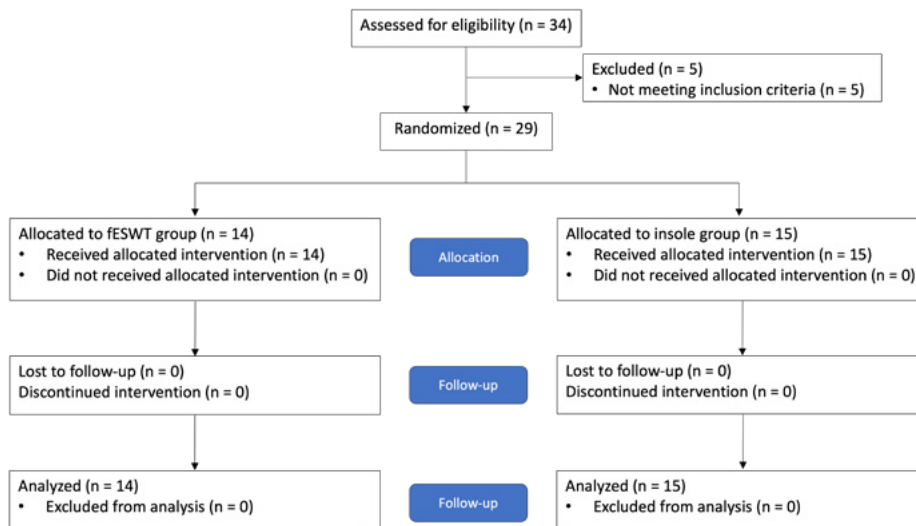 Assessed for eligibility (n = 34)
Excluded (n = 5)
• Not meeting inclusion criteria (n = 5)
Randomized (n = 29)
Allocated to fESWT group (n = 14)
• Received allocated intervention (n = 14)
• Did not received allocated intervention (n = 0)
Allocation
Allocated to insole group (n = 15)
• Received allocated intervention (n = 15)
• Did not received allocated intervention (n = 0)
Lost to follow-up (n = 0)
Discontinued intervention (n = 0)
Follow-up
Lost to follow-up (n = 0)
Discontinued intervention (n = 0)
Analyzed (n = 14)
• Excluded from analysis (n = 0)
Follow-up
Analyzed (n = 15)
• Excluded from analysis (n = 0)